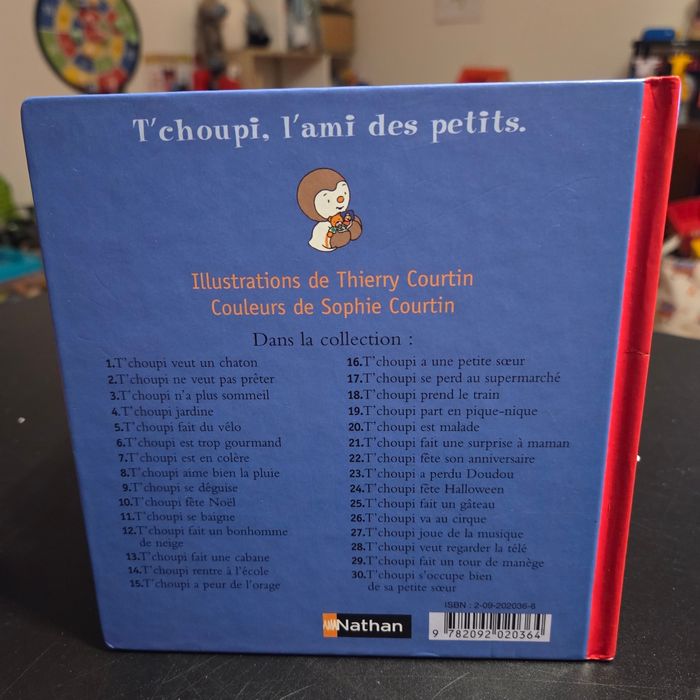 T'choupi, l'ami des petits.
Illustrations de Thierry Courtin
Couleurs de Sophie Courtin
Dans la collection :
1.T'choupi veut un chaton
2.T'choupi ne veut pas prêter
3.T'choupi n'a plus sommeil
4.T'choupi jardine
5.T'choupi fait du vélo
6.T'choupi est trop gourmand
7.T'choupi est en colère
8.T'choupi aime bien la pluie
9.T'choupi se déguise
10.T'choupi fête Noël
11.T'choupi se baigne
12.T'choupi fait un bonhomme
de neige
13.T'choupi fait une cabane
14.T'choupi rentre à l'école
15.T'choupi a peur de l'orage
16.T'choupi a une petite sœur
17.T'choupi se perd au supermarché
18.T'choupi prend le train
19.T'choupi part en pique-nique
20.T'choupi est malade
21.T'choupi fait une surprise à maman
22.T'choupi fête son anniversaire
23.T'choupi a perdu Doudou
24.T'choupi fête Halloween
25.T'choupi fait un gâteau
26.T'choupi va au cirque
27.T'choupi joue de la musique
28.T'choupi veut regarder la télé
29.T'choupi fait un tour de manège
30.T'choupi s'occupe bien
de sa petite sœur
ISBN : 2-09-202036-6
Nathan
9 782092 020364